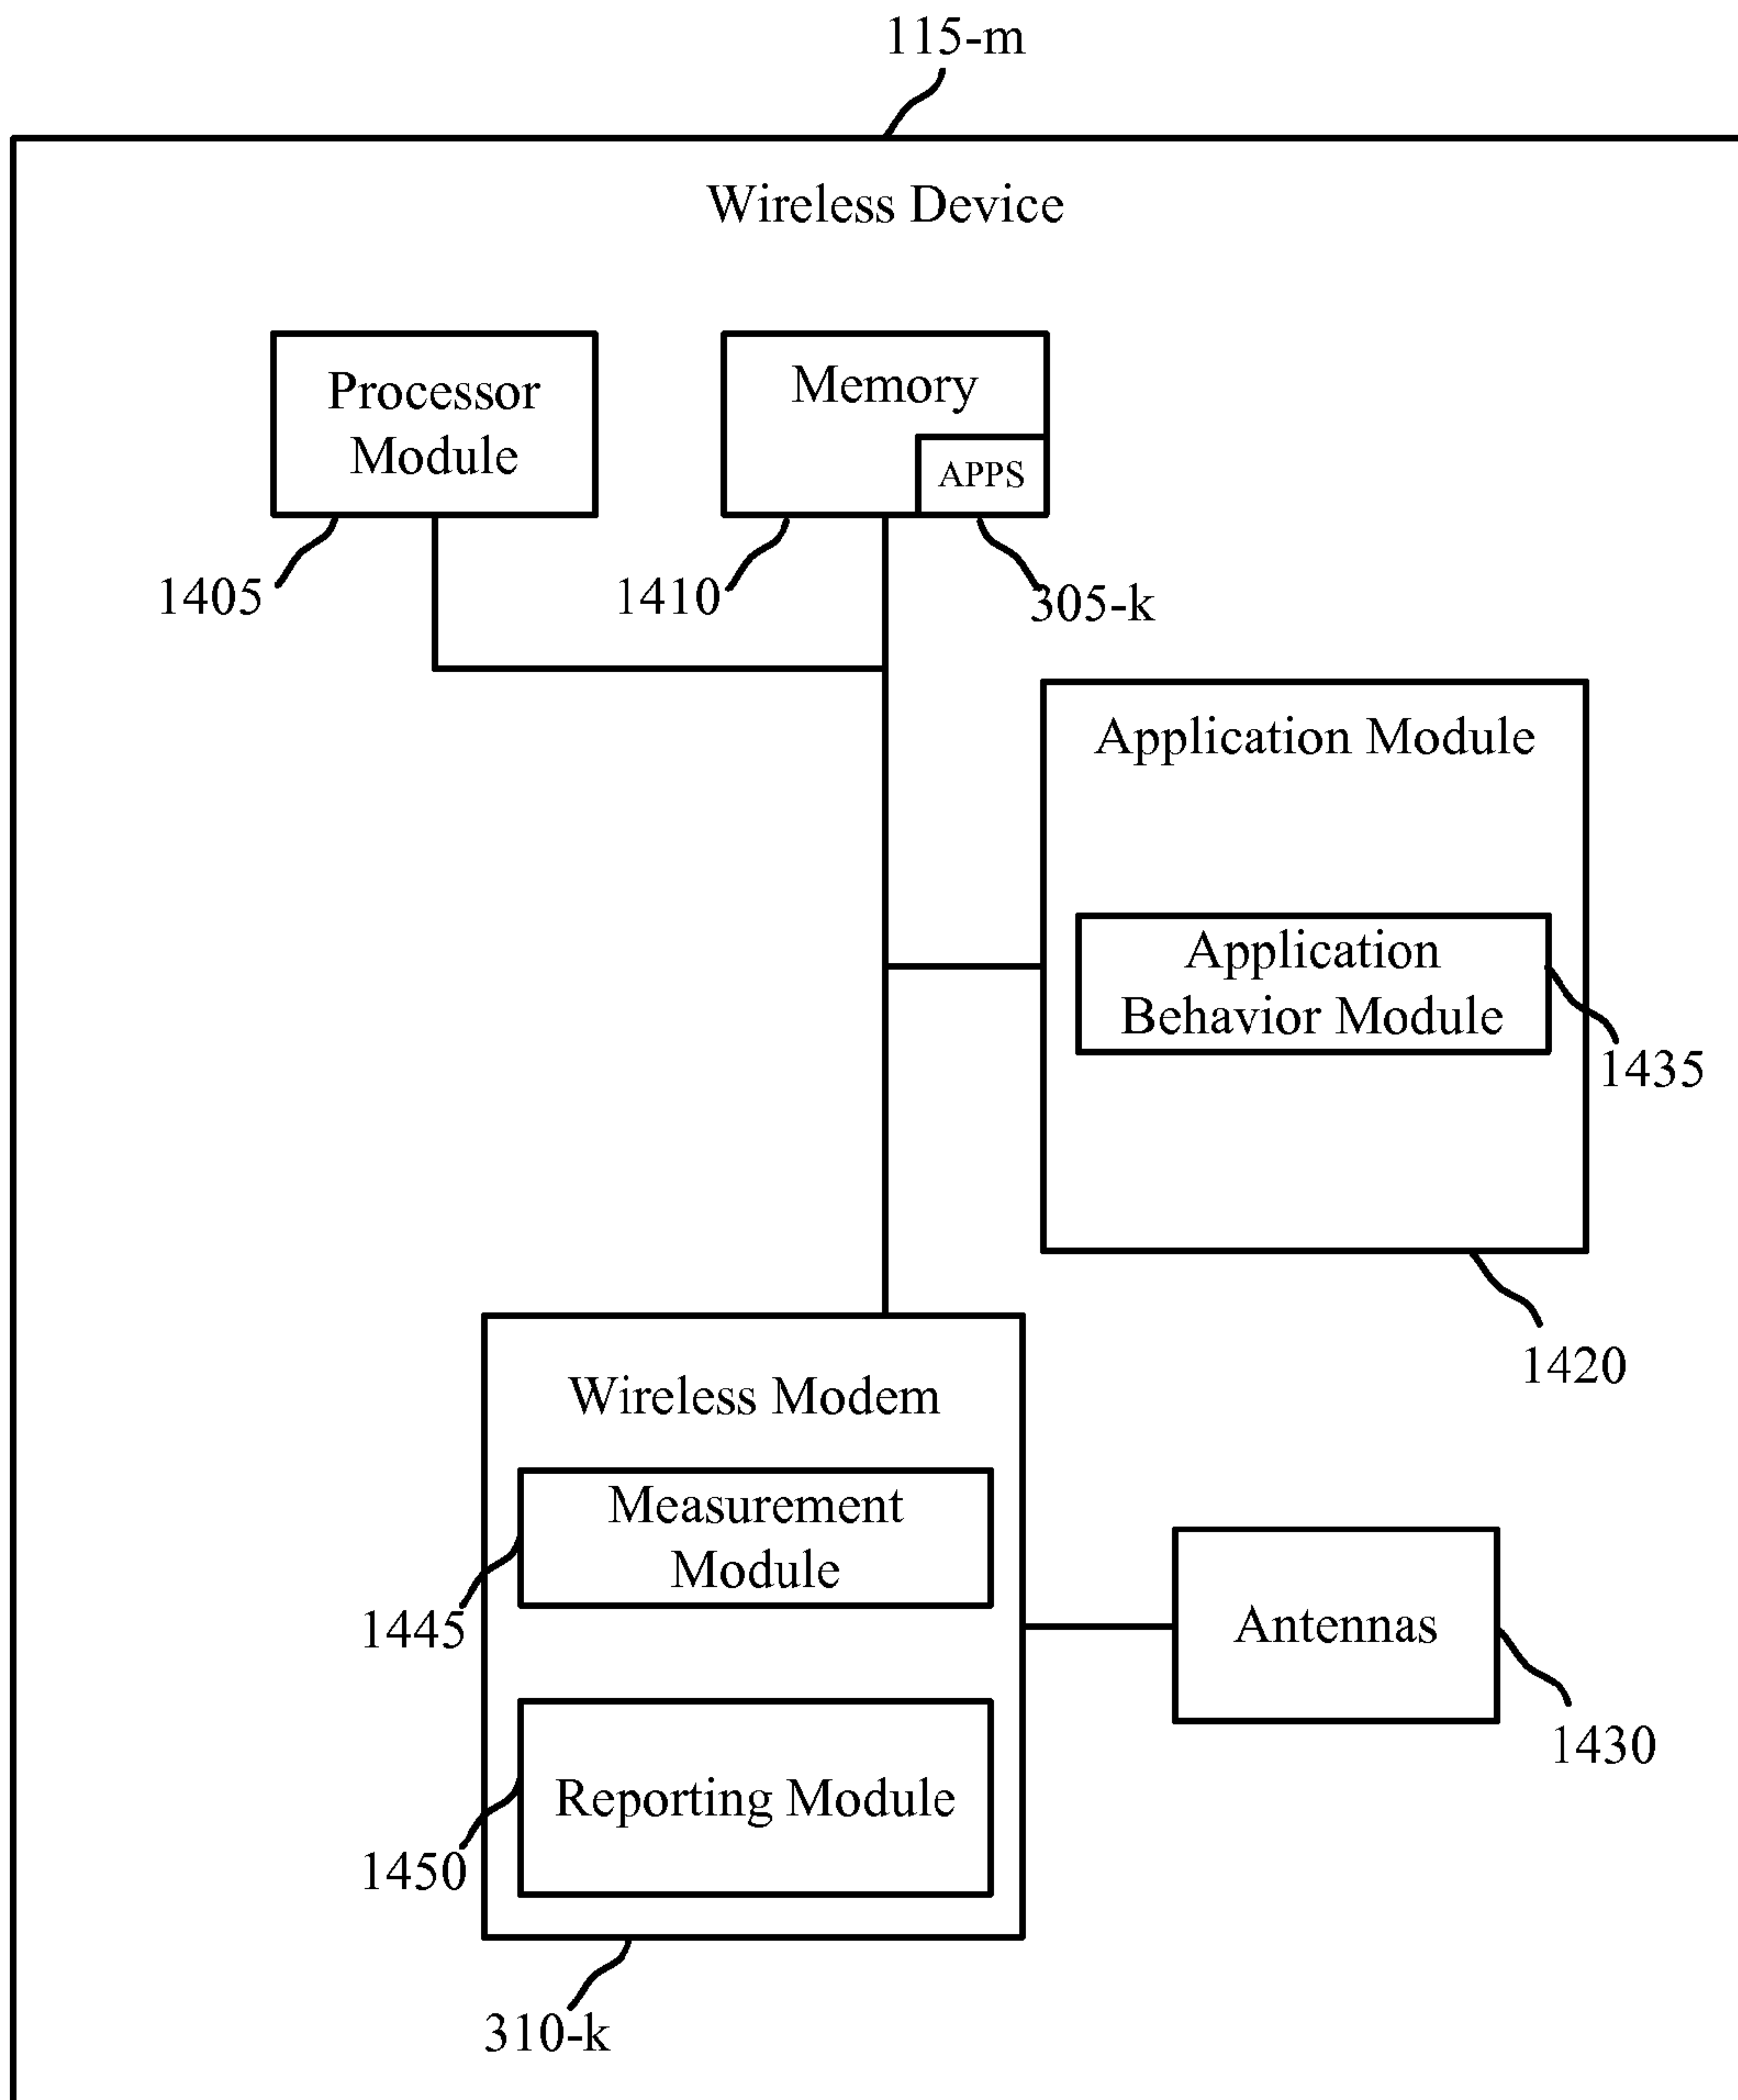 115-m
Wireless Device
Processor
Module
Memory
APPS
1405
1410
305-k
Application Module
Application
Behavior Module
1435
1420
Wireless Modem
Measurement
Module
1445
Antennas
1430
Reporting Module
1450
310-k